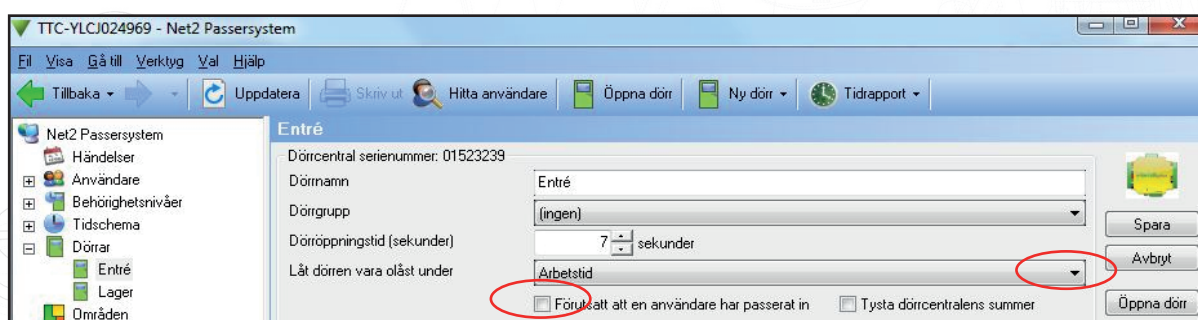 TTC-YLCJ024969 - Net2 Passersystem
Fil Visa Gå till Verktyg Val Hjälp
Tillbaka Uppdatera Skriv ut Hitta användare Öppna dörr Ny dörr Tidrapport
Net2 Passersystem
Händelser
Användare
Behörighetsnivåer
Tidschema
Dörrar
Entré
Lager
Områden
Entré
Dörrcentral serienummer: 01523239
Dörrnamn Entré
Dörrgrupp (ingen)
Dörröppningstid (sekunder) 7 sekunder
Låt dörren vara olåst under Arbetstid
Förutsatt att en användare har passerat in Tysta dörrcentralens summer
Spara
Avbryt
Öppna dörr